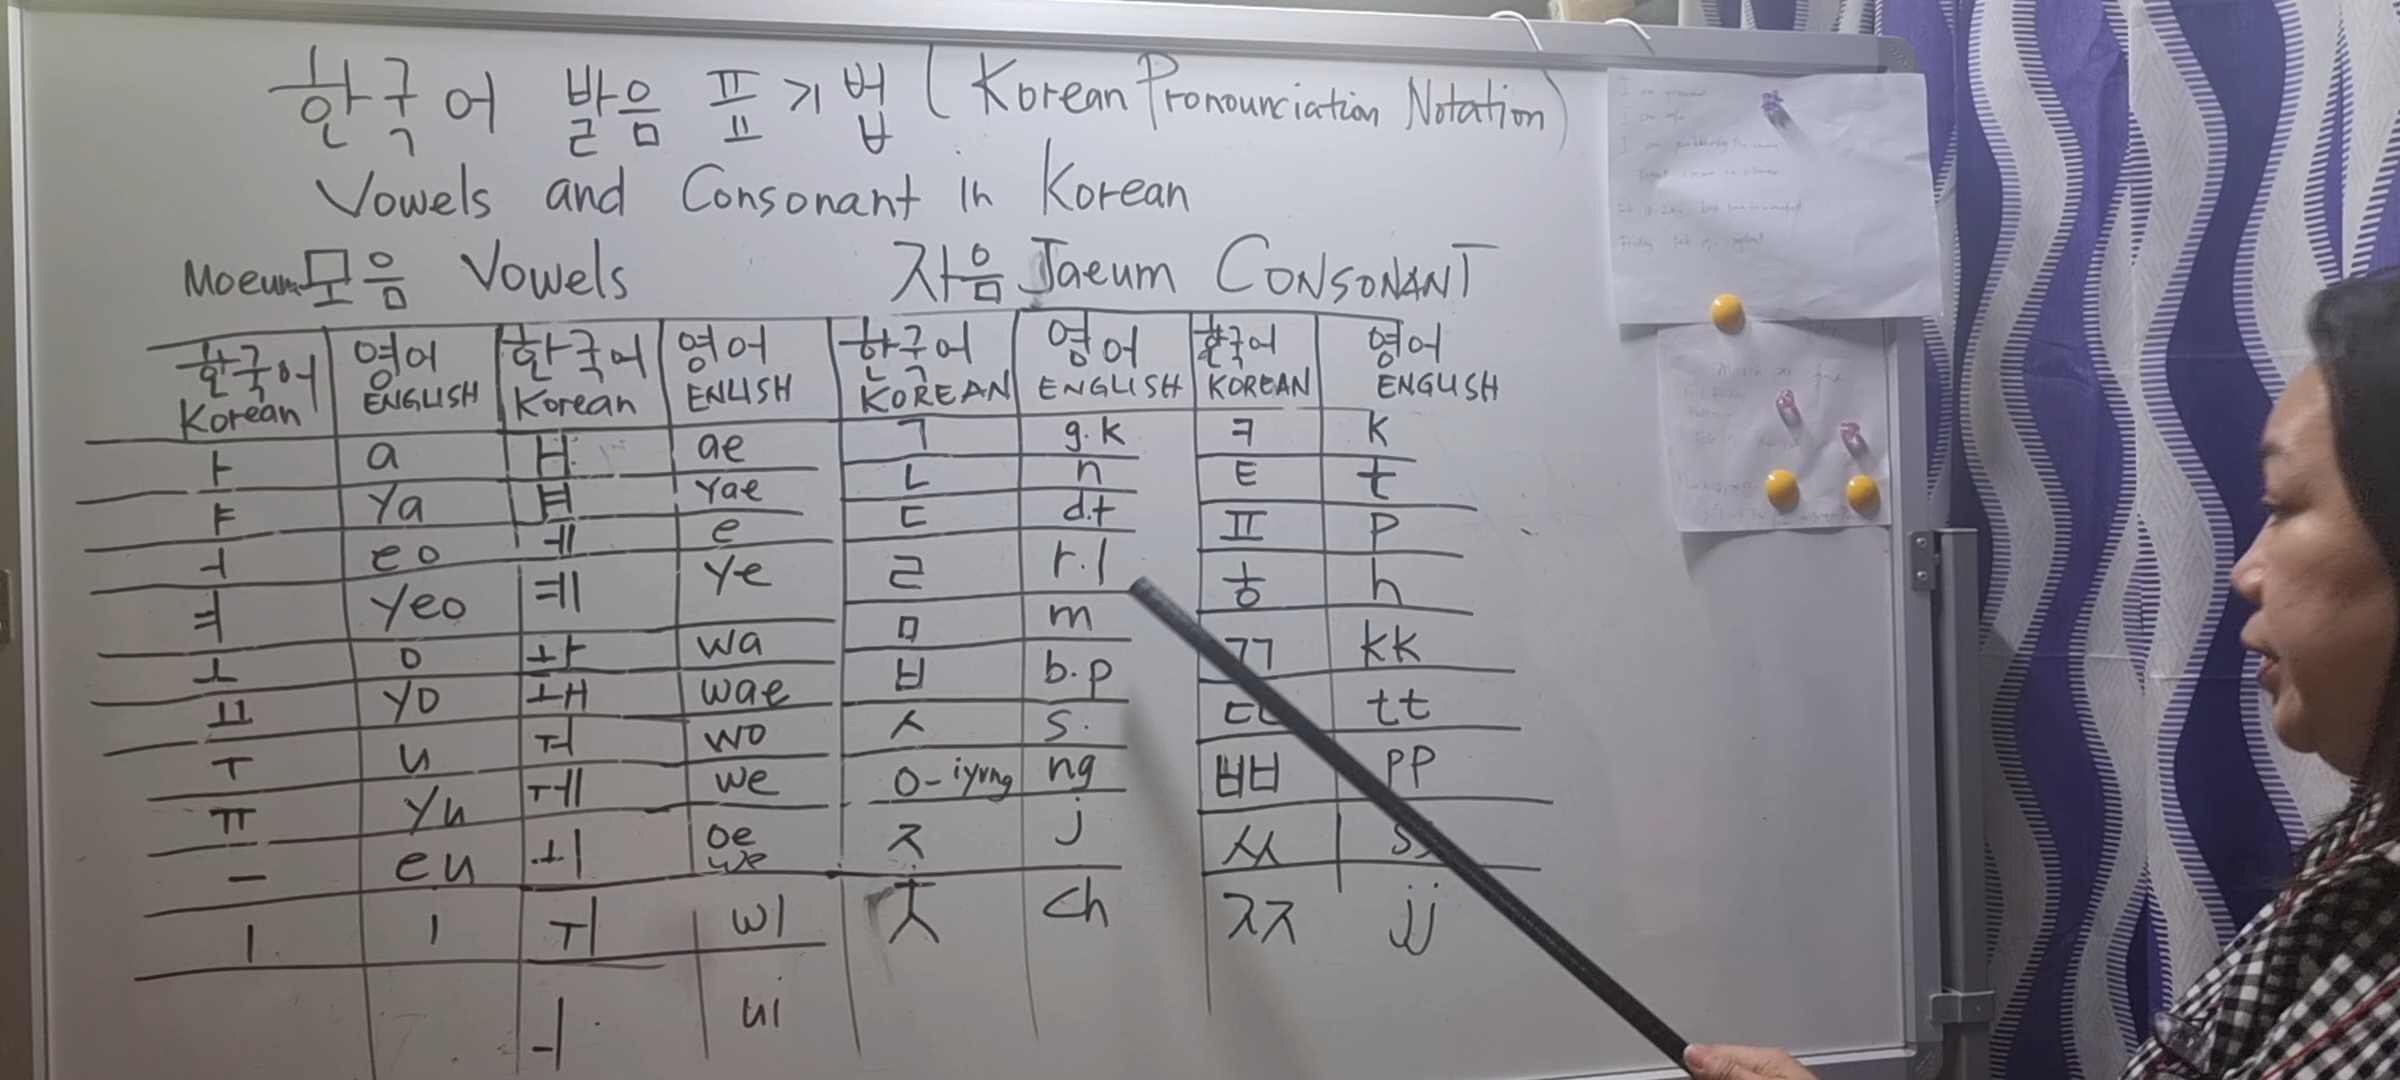 한국어 발음 표기법 (Korean Pronounciation Notation)
Vowels and Consonant in Korean
Moeum 모음 Vowels 자음 Jaeum CONSONANT
한국어 영어 한국어 영어 한국어 영어 한국어 영어
Korean ENGLISH Korean ENLISH KOREAN ENGLISH KOREAN ENGLISH
ㅏ a ㅐ ae ㄱ g.k ㅋ k
ㅑ ya ㅒ yae ㄴ n ㅌ t
ㅓ eo ㅔ e ㄷ d.t ㅍ p
ㅕ yeo ㅖ ye ㄹ r.l ㅎ h
ㅗ o ㅘ wa ㅁ m ㄲ kk
ㅛ yo ㅙ wae ㅂ b.p ㄸ tt
ㅜ u ㅝ wo ㅅ s. ㅃ pp
ㅠ yu ㅞ we ㅇ- iyung ng ㅆ ss
ㅡ eu ㅚ oe we ㅈ j ㅉ jj
ㅣ i ㅟ wi ㅊ ch
ㅢ ui